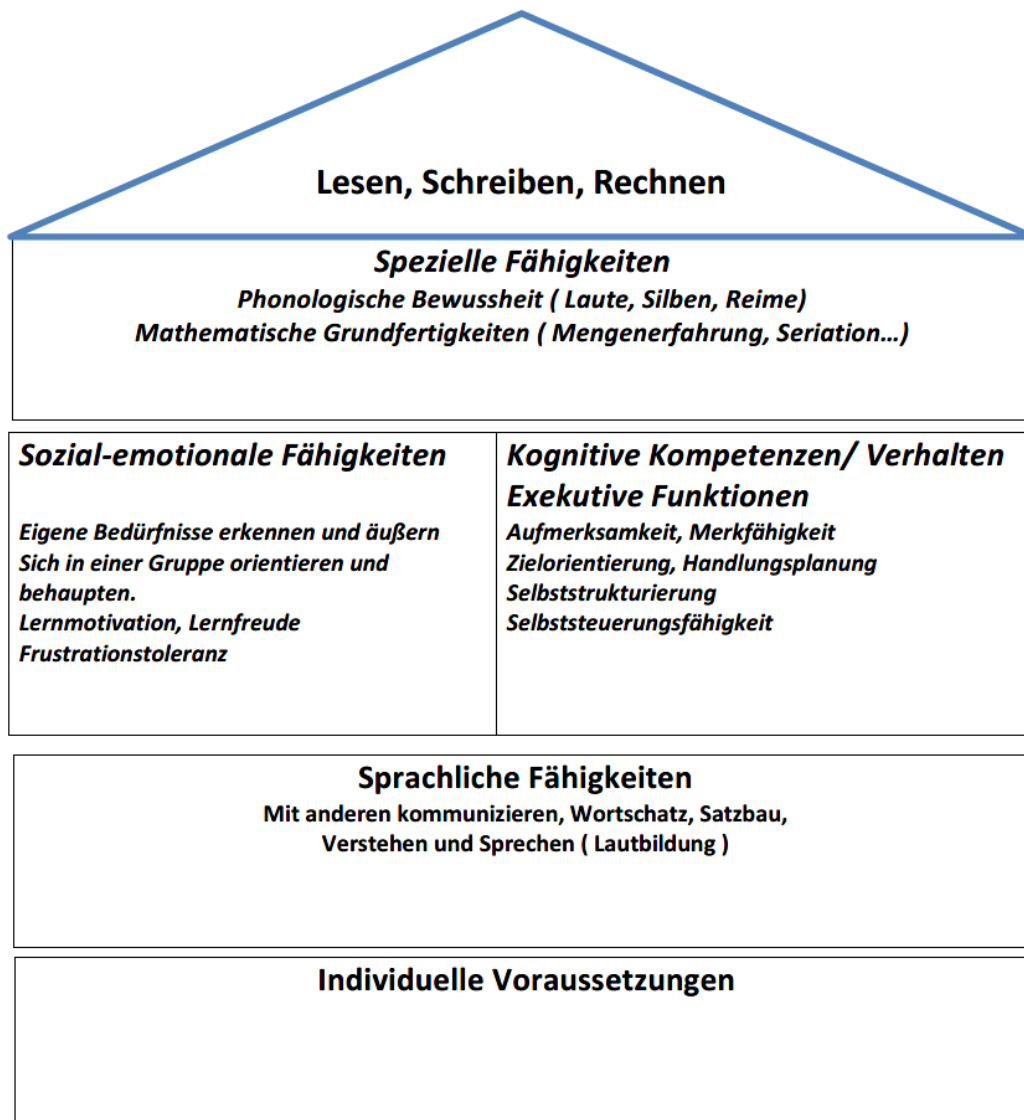 Lesen, Schreiben, Rechnen
Spezielle Fähigkeiten
Phonologische Bewussheit ( Laute, Silben, Reime)
Mathematische Grundfertigkeiten ( Mengenerfahrung, Seriation...)
Sozial-emotionale Fähigkeiten
Eigene Bedürfnisse erkennen und äußern
Sich in einer Gruppe orientieren und
behaupten.
Lernmotivation, Lernfreude
Frustrationstoleranz
Kognitive Kompetenzen/ Verhalten
Exekutive Funktionen
Aufmerksamkeit, Merkfähigkeit
Zielorientierung, Handlungsplanung
Selbststrukturierung
Selbststeuerungsfähigkeit
Sprachliche Fähigkeiten
Mit anderen kommunizieren, Wortschatz, Satzbau,
Verstehen und Sprechen ( Lautbildung )
Individuelle Voraussetzungen